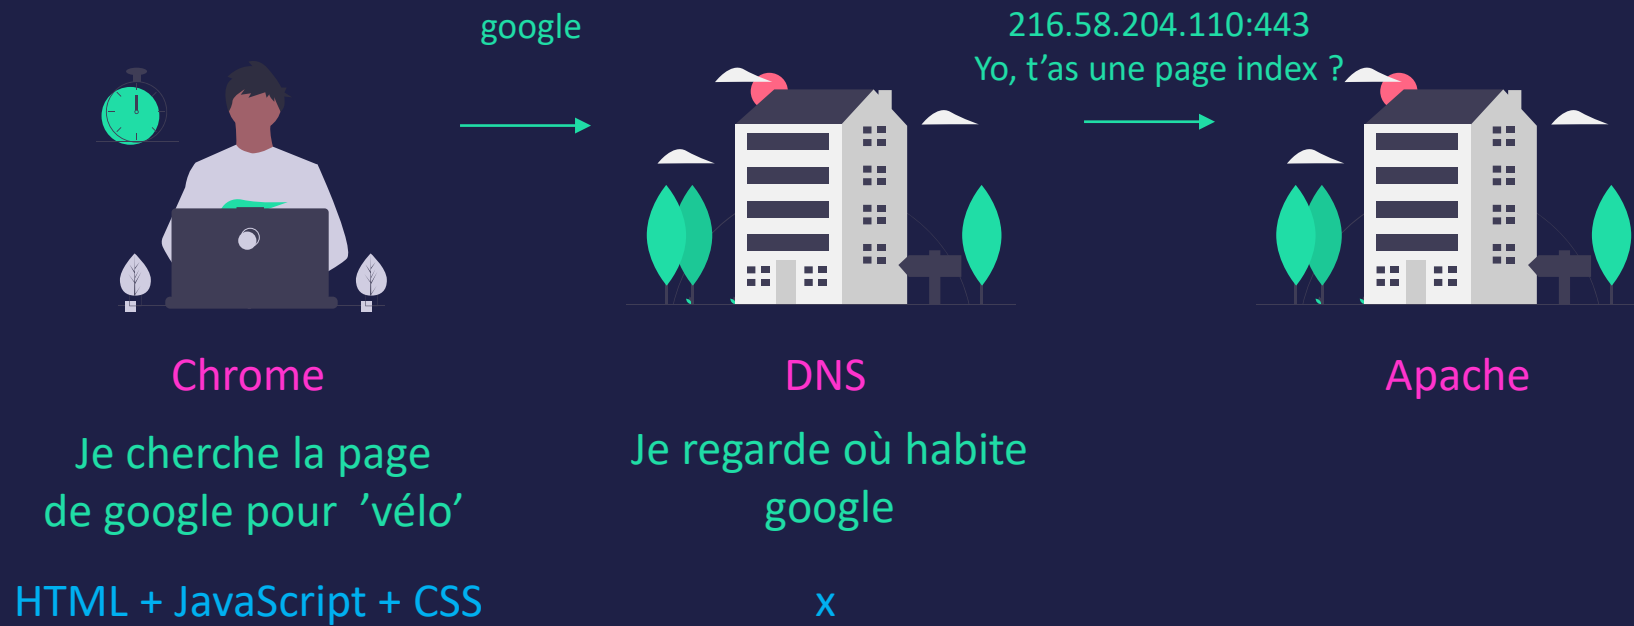 google
216.58.204.110:443
Yo, t’as une page index ?
Chrome
DNS
Apache
Je cherche la page
de google pour ’vélo’
Je regarde où habite
google
HTML + JavaScript + CSS
x